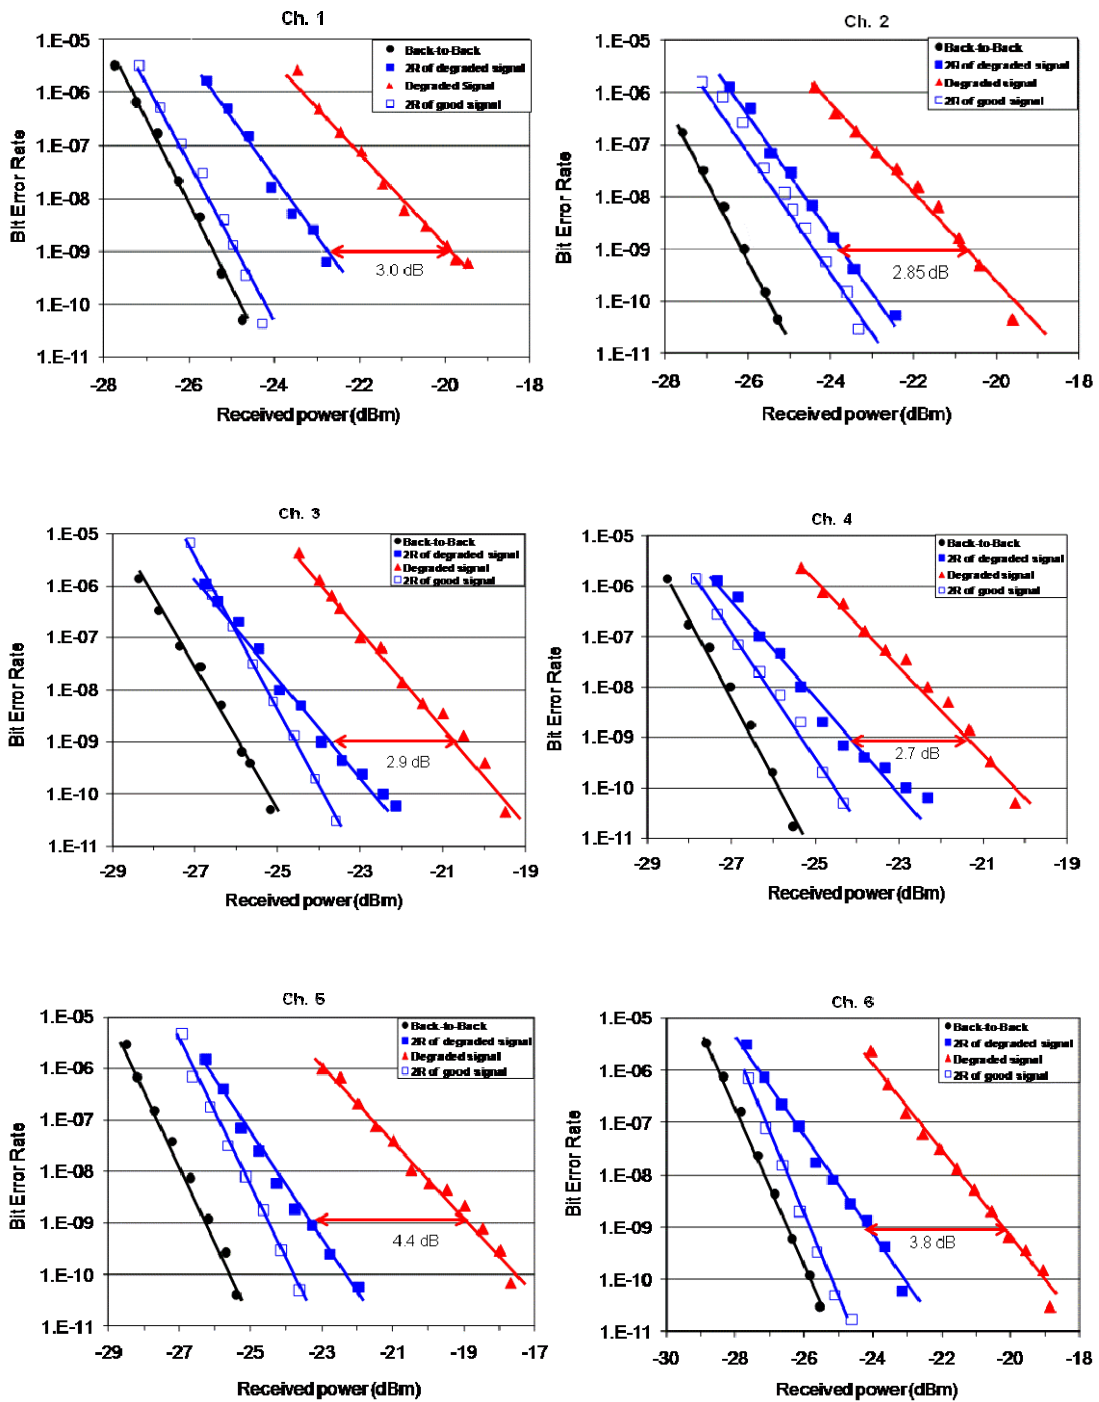 Ch. 1
1.E-05
1.E-06
1.E-07
1.E-08
1.E-09
1.E-10
1.E-11
Bit Error Rate
Back-to-Back
2R of degraded signal
Degraded Signal
2R of good signal
3.0 dB
-28 -26 -24 -22 -20 -18
Received power (dBm)
Ch. 2
1.E-05
1.E-06
1.E-07
1.E-08
1.E-09
1.E-10
1.E-11
Bit Error Rate
Back-to-Back
2R of degraded signal
Degraded signal
2R of good signal
2.85 dB
-28 -26 -24 -22 -20 -18
Received power (dBm)
Ch. 3
1.E-05
1.E-06
1.E-07
1.E-08
1.E-09
1.E-10
1.E-11
Bit Error Rate
Back-to-Back
2R of degraded signal
Degraded signal
2R of good signal
2.9 dB
-29 -27 -25 -23 -21 -19
Received power (dBm)
Ch. 4
1.E-05
1.E-06
1.E-07
1.E-08
1.E-09
1.E-10
1.E-11
Bit Error Rate
Back-to-Back
2R of degraded signal
Degraded signal
2R of good signal
2.7 dB
-29 -27 -25 -23 -21 -19
Received power (dBm)
Ch. 5
1.E-05
1.E-06
1.E-07
1.E-08
1.E-09
1.E-10
1.E-11
Bit Error Rate
Back-to-Back
2R of degraded signal
Degraded signal
2R of good signal
4.4 dB
-29 -27 -25 -23 -21 -19 -17
Received power (dBm)
Ch. 6
1.E-05
1.E-06
1.E-07
1.E-08
1.E-09
1.E-10
1.E-11
Bit Error Rate
Back-to-Back
2R of degraded signal
Degraded signal
2R of good signal
3.8 dB
-30 -28 -26 -24 -22 -20 -18
Received power (dBm)